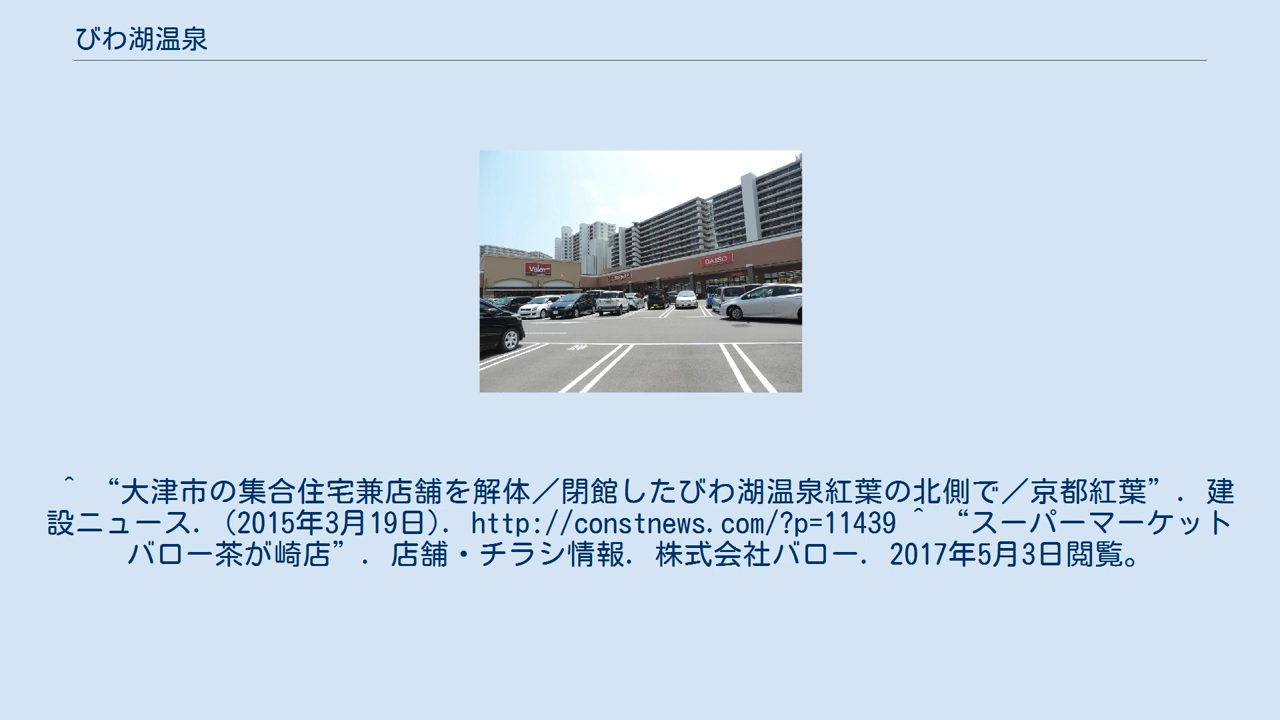 びわ湖温泉
Valor
DAISO
^ “大津市の集合住宅兼店舗を解体／閉館したびわ湖温泉紅葉の北側で／京都紅葉”. 建
設ニュース. (2015年3月19日). http://constnews.com/?p=11439 ^ “スーパーマーケット
バロー茶が崎店”. 店舗・チラシ情報. 株式会社バロー. 2017年5月3日閲覧。